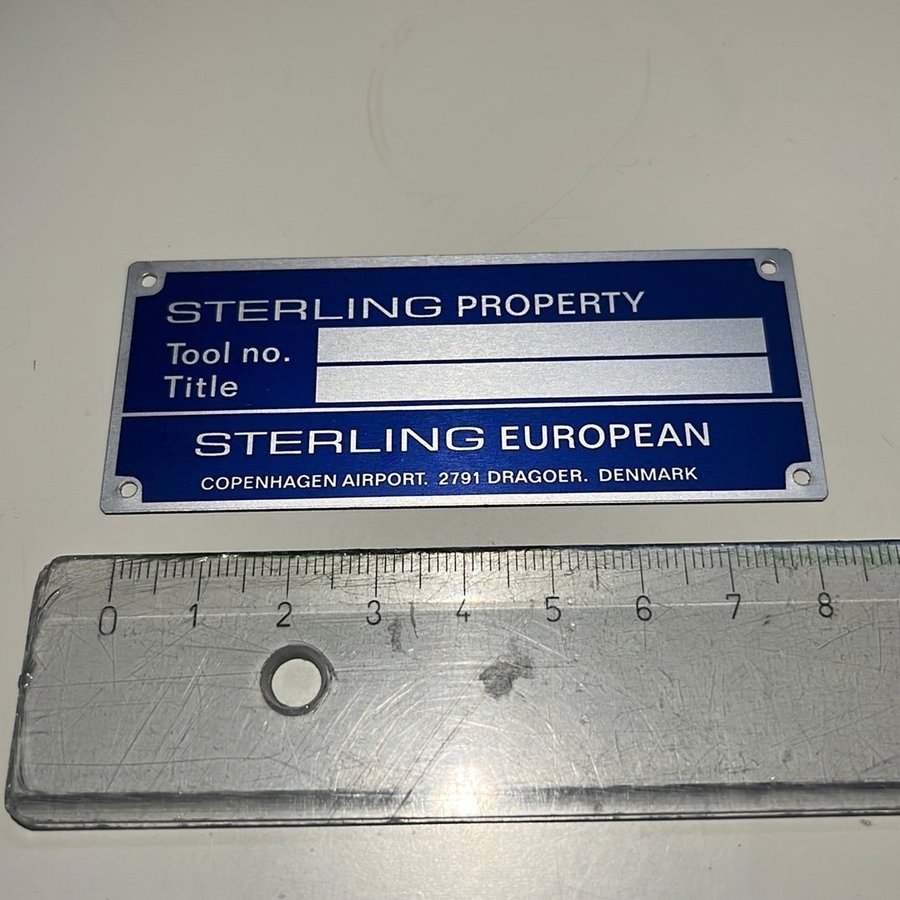 STERLING PROPERTY
Tool no.
Title
STERLING EUROPEAN
COPENHAGEN AIRPORT. 2791 DRAGOER. DENMARK
0 1 2 3 4 5 6 7 8